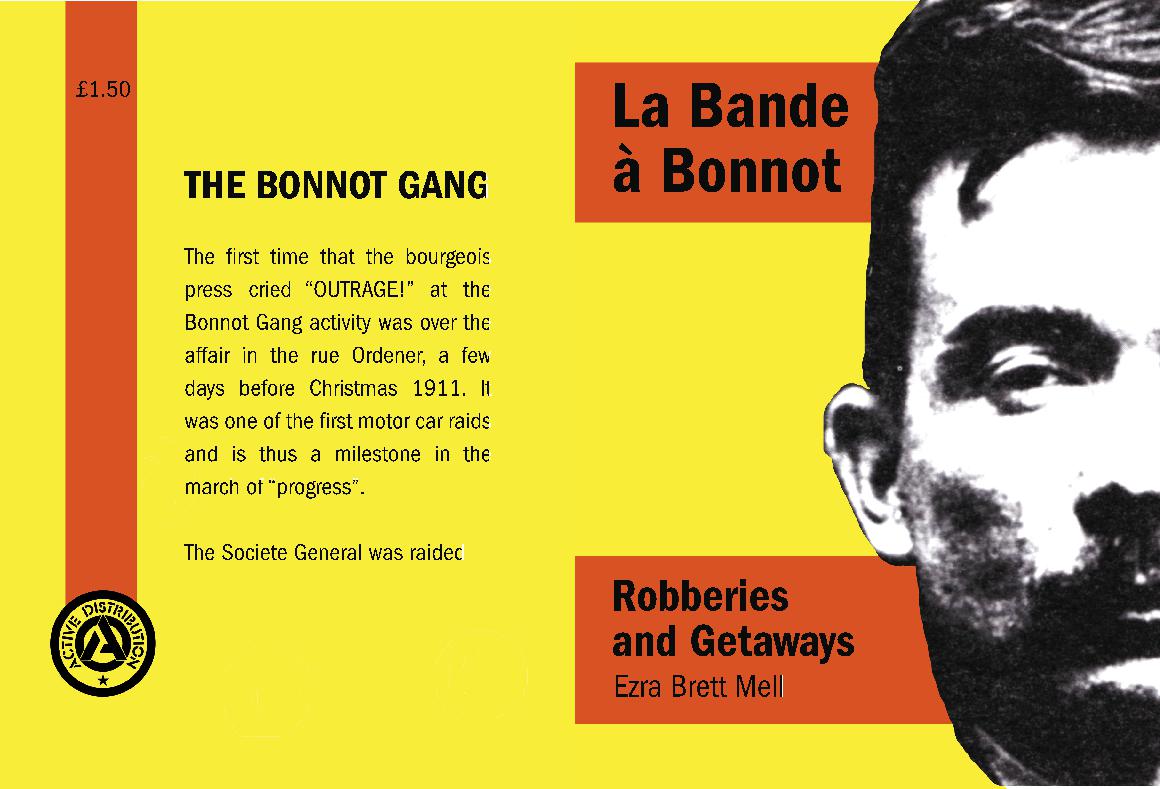 £1.50
THE BONNOT GANG
The first time that the bourgeois
press cried “OUTRAGE!” at the
Bonnot Gang activity was over the
affair in the rue Ordener, a few
days before Christmas 1911. It
was one of the first motor car raids
and is thus a milestone in the
march of “progress”.
The Societe General was raided
ACTIVE DISTRIBUTION
La Bande
à Bonnot
Robberies
and Getaways
Ezra Brett Mell